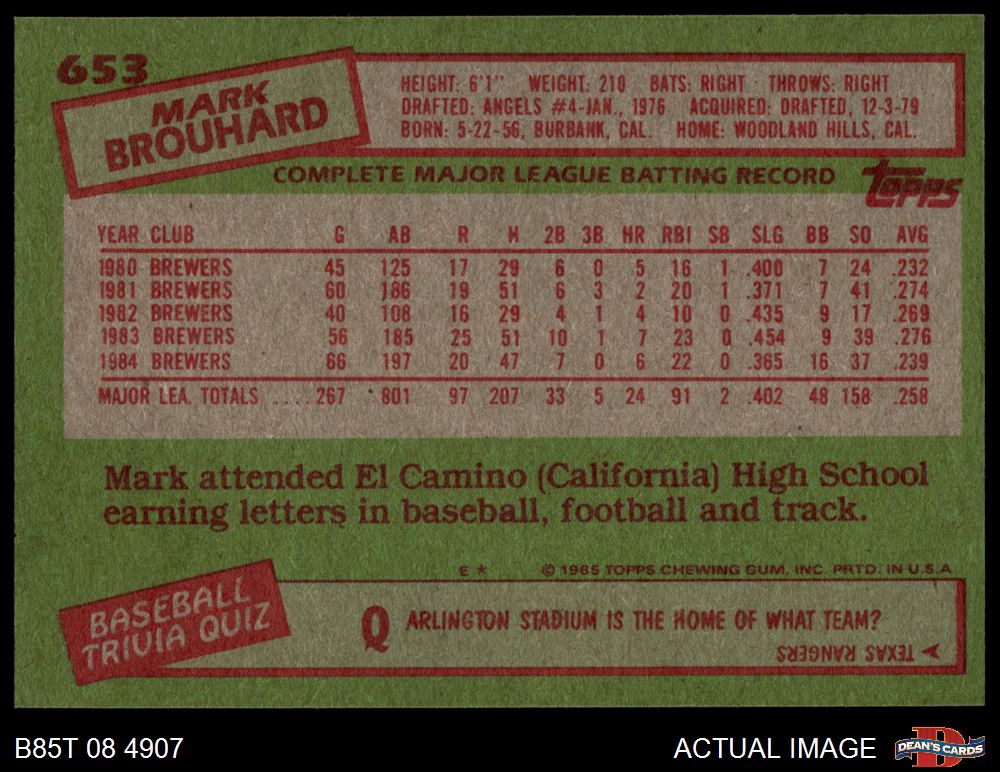 653
MARK
BROUHARD
HEIGHT: 6'1" WEIGHT: 210 BATS: RIGHT THROWS: RIGHT
DRAFTED: ANGELS #4-JAN., 1976 ACQUIRED: DRAFTED, 12-3-79
BORN: 5-22-56, BURBANK, CAL. HOME: WOODLAND HILLS, CAL.
COMPLETE MAJOR LEAGUE BATTING RECORD
TOPPS
YEAR CLUB G AB R H 2B 3B HR RBI SB SLG BB SO AVG
1980 BREWERS 45 125 17 29 6 0 5 16 1 .400 7 24 .232
1981 BREWERS 60 186 19 51 6 3 2 20 1 .371 7 41 .274
1982 BREWERS 40 108 16 29 4 1 4 10 0 .435 9 17 .269
1983 BREWERS 56 185 25 51 10 1 7 23 0 .454 9 39 .276
1984 BREWERS 66 197 20 47 7 0 6 22 0 .365 16 37 .239
MAJOR LEA. TOTALS ....267 801 97 207 33 5 24 91 2 .402 48 158 .258
Mark attended El Camino (California) High School
earning letters in baseball, football and track.
E * © 1985 TOPPS CHEWING GUM, INC. PRTD. IN U.S.A
BASEBALL
TRIVIA QUIZ
Q ARLINGTON STADIUM IS THE HOME OF WHAT TEAM?
A TEXAS RANGERS
B85T 08 4907
ACTUAL IMAGE
D
DEAN'S CARDS